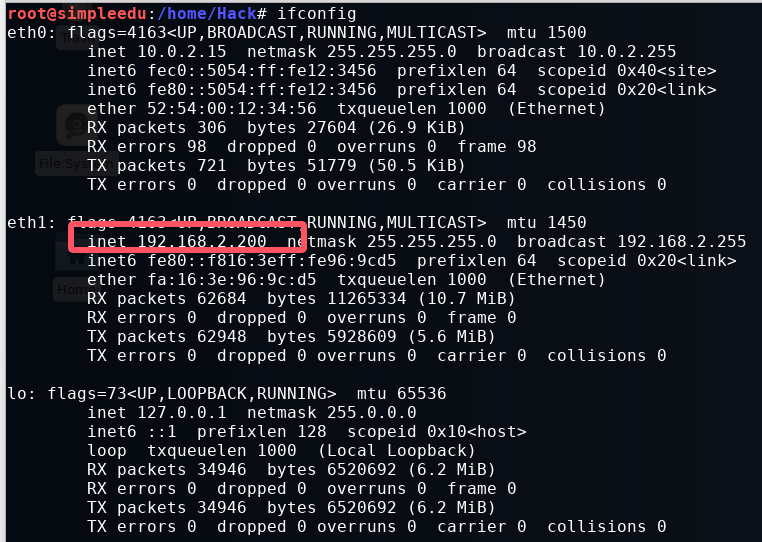 root@simpleedu:/home/Hack# ifconfig
eth0: flags=4163<UP,BROADCAST,RUNNING,MULTICAST>  mtu 1500
        inet 10.0.2.15  netmask 255.255.255.0  broadcast 10.0.2.255
        inet6 fec0::5054:ff:fe12:3456  prefixlen 64  scopeid 0x40<site>
        inet6 fe80::5054:ff:fe12:3456  prefixlen 64  scopeid 0x20<link>
        ether 52:54:00:12:34:56  txqueuelen 1000  (Ethernet)
        RX packets 306  bytes 27604 (26.9 KiB)
        RX errors 98  dropped 0  overruns 0  frame 98
File Sys
        TX packets 721  bytes 51779 (50.5 KiB)
        TX errors 0  dropped 0 overruns 0  carrier 0  collisions 0

eth1: flags=4163<UP,BROADCAST,RUNNING,MULTICAST>  mtu 1450
        inet 192.168.2.200  netmask 255.255.255.0  broadcast 192.168.2.255
        inet6 fe80::f816:3eff:fe96:9cd5  prefixlen 64  scopeid 0x20<link>
        ether fa:16:3e:96:9c:d5  txqueuelen 1000  (Ethernet)
Hom
        RX packets 62684  bytes 11265334 (10.7 MiB)
        RX errors 0  dropped 0  overruns 0  frame 0
        TX packets 62948  bytes 5928609 (5.6 MiB)
        TX errors 0  dropped 0 overruns 0  carrier 0  collisions 0

lo: flags=73<UP,LOOPBACK,RUNNING>  mtu 65536
        inet 127.0.0.1  netmask 255.0.0.0
        inet6 ::1  prefixlen 128  scopeid 0x10<host>
        loop  txqueuelen 1000  (Local Loopback)
        RX packets 34946  bytes 6520692 (6.2 MiB)
        RX errors 0  dropped 0  overruns 0  frame 0
        TX packets 34946  bytes 6520692 (6.2 MiB)
        TX errors 0  dropped 0 overruns 0  carrier 0  collisions 0